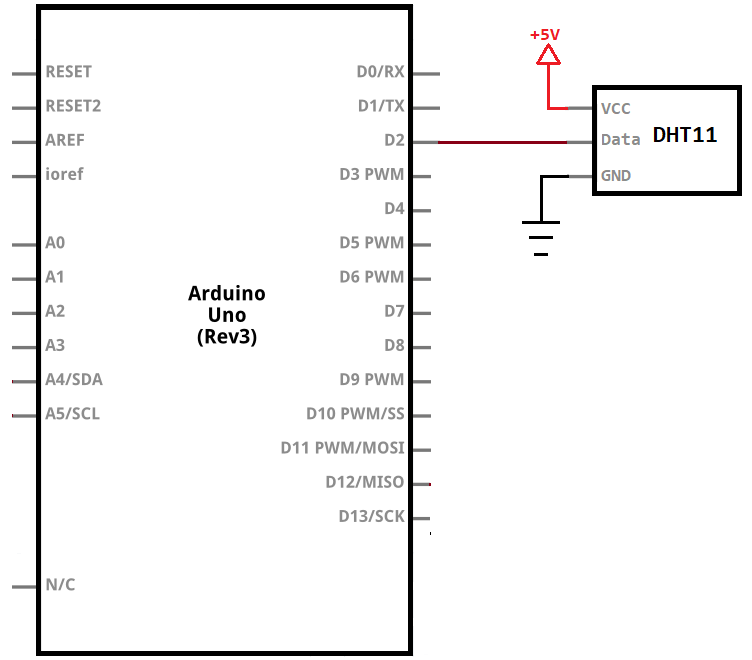 +5V
RESET
D0/RX
RESET2
D1/TX
VCC
AREF
D2
Data
DHT11
ioref
D3 PWM
GND
D4
A0
D5 PWM
A1
D6 PWM
Arduino
Uno
(Rev3)
A2
D7
A3
D8
A4/SDA
D9 PWM
A5/SCL
D10 PWM/SS
D11 PWM/MOSI
D12/MISO
D13/SCK
N/C